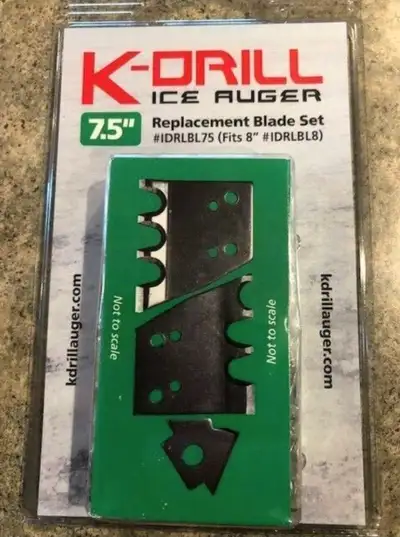 K-DRILL
ICE AUGER
7.5"
Replacement Blade Set
#IDRLBL75 (Fits 8" #IDRLBL8)
kdrillauger.com
Not to scale
Not to scale
kdrillauger.com